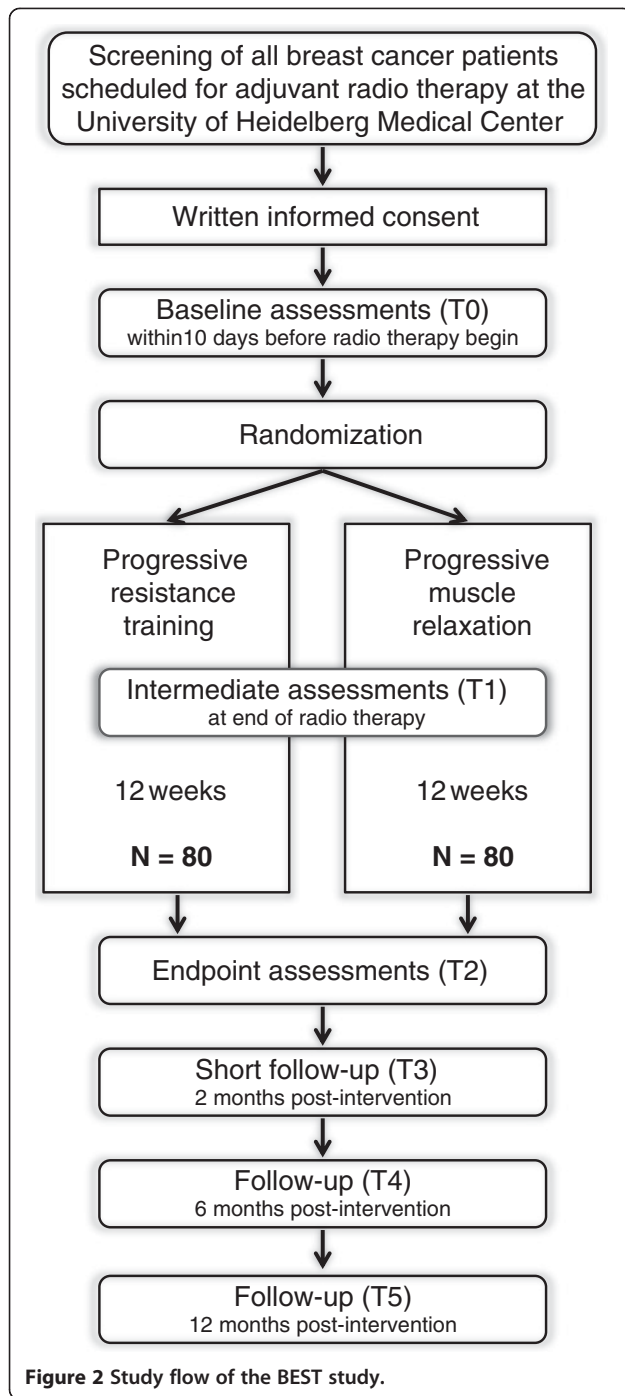 Screening of all breast cancer patients
scheduled for adjuvant radio therapy at the
University of Heidelberg Medical Center
Written informed consent
Baseline assessments (T0)
within10 days before radio therapy begin
Randomization
Progressive
resistance
training
Progressive
muscle
relaxation
Intermediate assessments (T1)
at end of radio therapy
12 weeks
N = 80
12 weeks
N = 80
Endpoint assessments (T2)
Short follow-up (T3)
2 months post-intervention
Follow-up (T4)
6 months post-intervention
Follow-up (T5)
12 months post-intervention
Figure 2 Study flow of the BEST study.